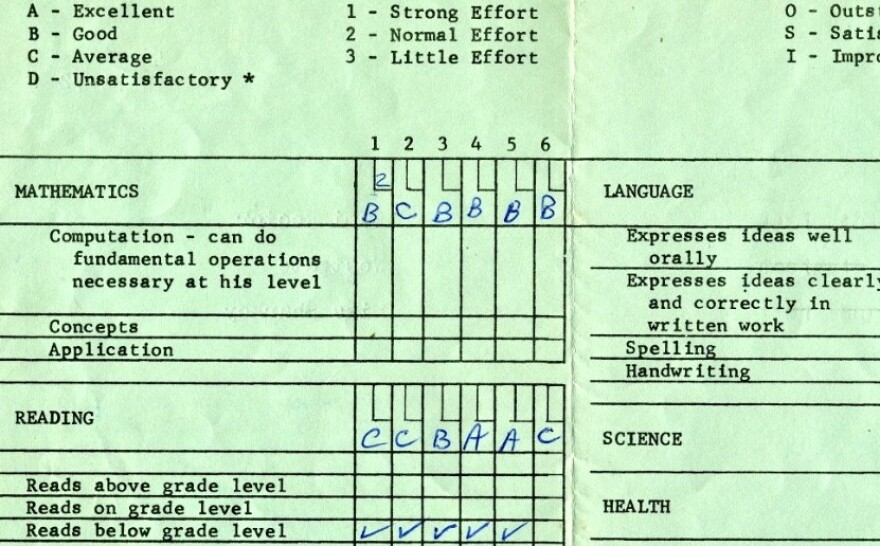 A - Excellent 1 - Strong Effort O - Outs
B - Good 2 - Normal Effort S - Satis
C - Average 3 - Little Effort I - Impro
D - Unsatisfactory *
1 2 3 4 5 6
MATHEMATICS 2 LANGUAGE
B C B B B B
Computation - can do Expresses ideas well
fundamental operations orally
necessary at his level Expresses ideas clearly
and correctly in
written work
Concepts
Application Spelling
Handwriting
READING
C C B A A C SCIENCE
Reads above grade level
Reads on grade level HEALTH
Reads below grade level ✓ ✓ ✓ ✓ ✓